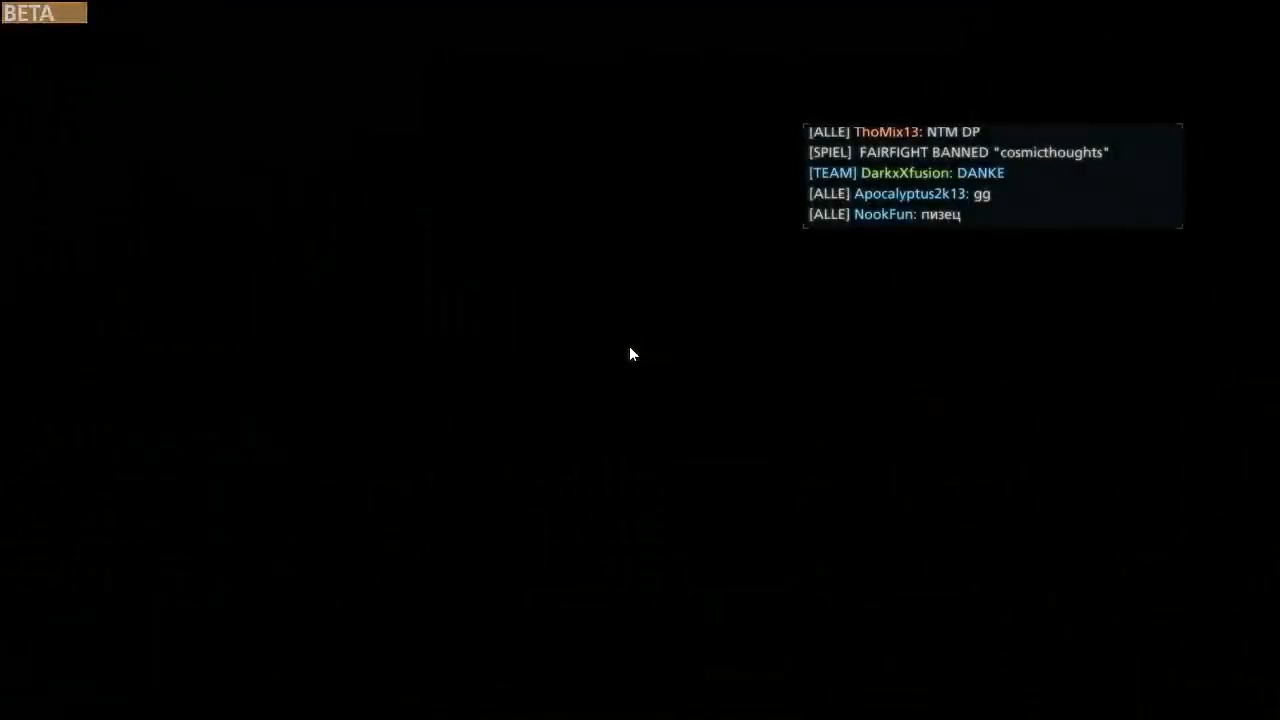 BETA
[ALLE] ThoMix13: NTM DP
[SPIEL] FAIRFIGHT BANNED "cosmicthoughts"
[TEAM] DarkxXfusion: DANKE
[ALLE] Apocalyptus2k13: gg
[ALLE] NookFun: пизец